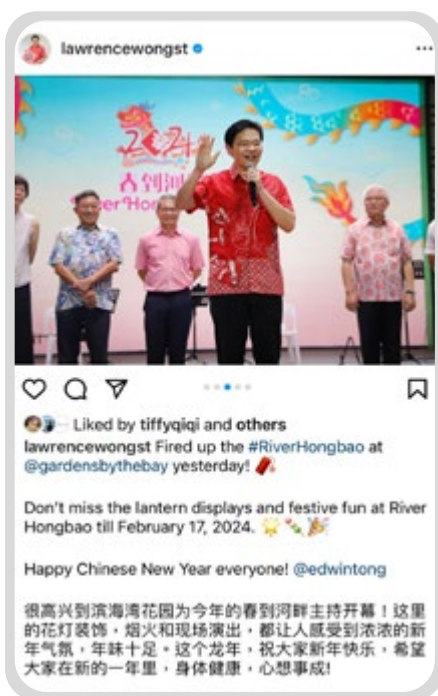 lawrencewongst
2024
春到河畔
River Hongbao
Liked by tiffyqiqi and others
lawrencewongst Fired up the #RiverHongbao at
@gardensbythebay yesterday!
Don't miss the lantern displays and festive fun at River
Hongbao till February 17, 2024.
Happy Chinese New Year everyone! @edwintong
很高兴到滨海湾花园为今年的春到河畔主持开幕！这里
的花灯装饰，烟火和现场演出，都让人感受到浓浓的新
年气氛，年味十足。这个龙年，祝大家新年快乐，希望
大家在新的一年里，身体健康，心想事成!